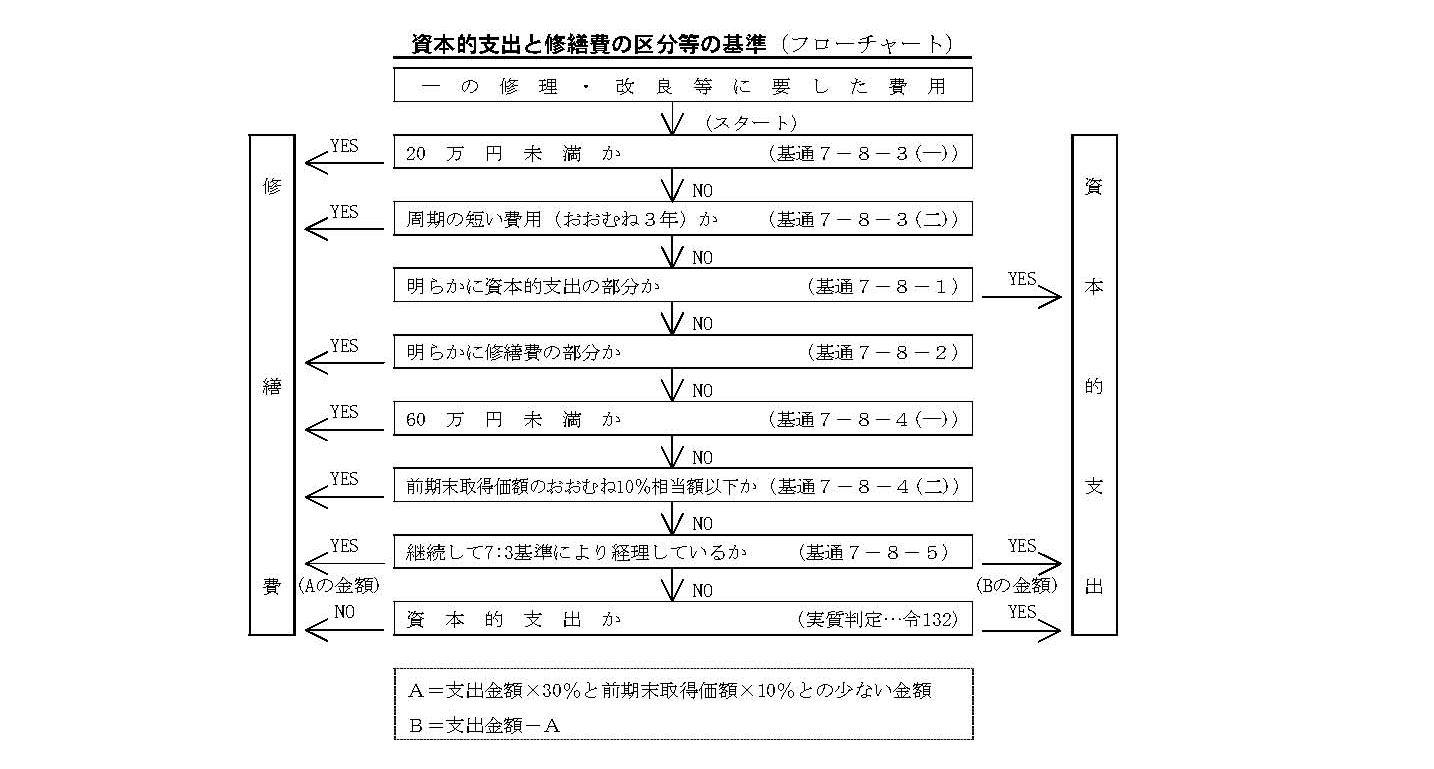 資本的支出と修繕費の区分等の基準（フローチャート）
一の修理・改良等に要した費用
（スタート）
YES
20万円未満か （基通７－８－３(一)）
NO
YES
周期の短い費用（おおむね３年）か （基通７－８－３(二)）
NO
明らかに資本的支出の部分か （基通７－８－１）
YES
NO
YES
明らかに修繕費の部分か （基通７－８－２）
NO
YES
60万円未満か （基通７－８－４(一)）
NO
YES
前期末取得価額のおおむね10％相当額以下か （基通７－８－４(二)）
NO
YES
継続して7:3基準により経理しているか （基通７－８－５）
YES
(Aの金額)
NO
(Bの金額)
NO
資本的支出か （実質判定…令132）
YES
修繕費
資本的支出
Ａ＝支出金額×30％と前期末取得価額×10％との少ない金額
Ｂ＝支出金額－Ａ